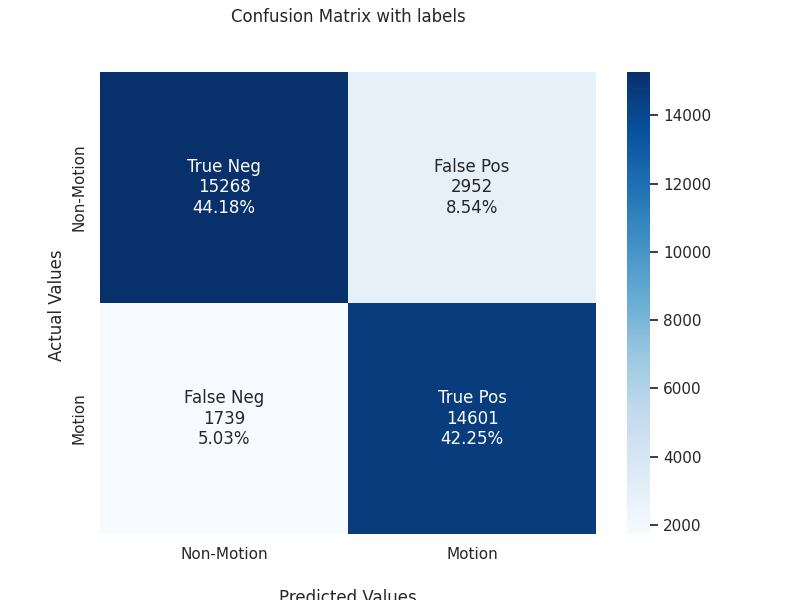 Confusion Matrix with labels
Actual Values
Non-Motion
Motion
True Neg
15268
44.18%
False Pos
2952
8.54%
False Neg
1739
5.03%
True Pos
14601
42.25%
Non-Motion
Motion
Predicted Values
14000
12000
10000
8000
6000
4000
2000